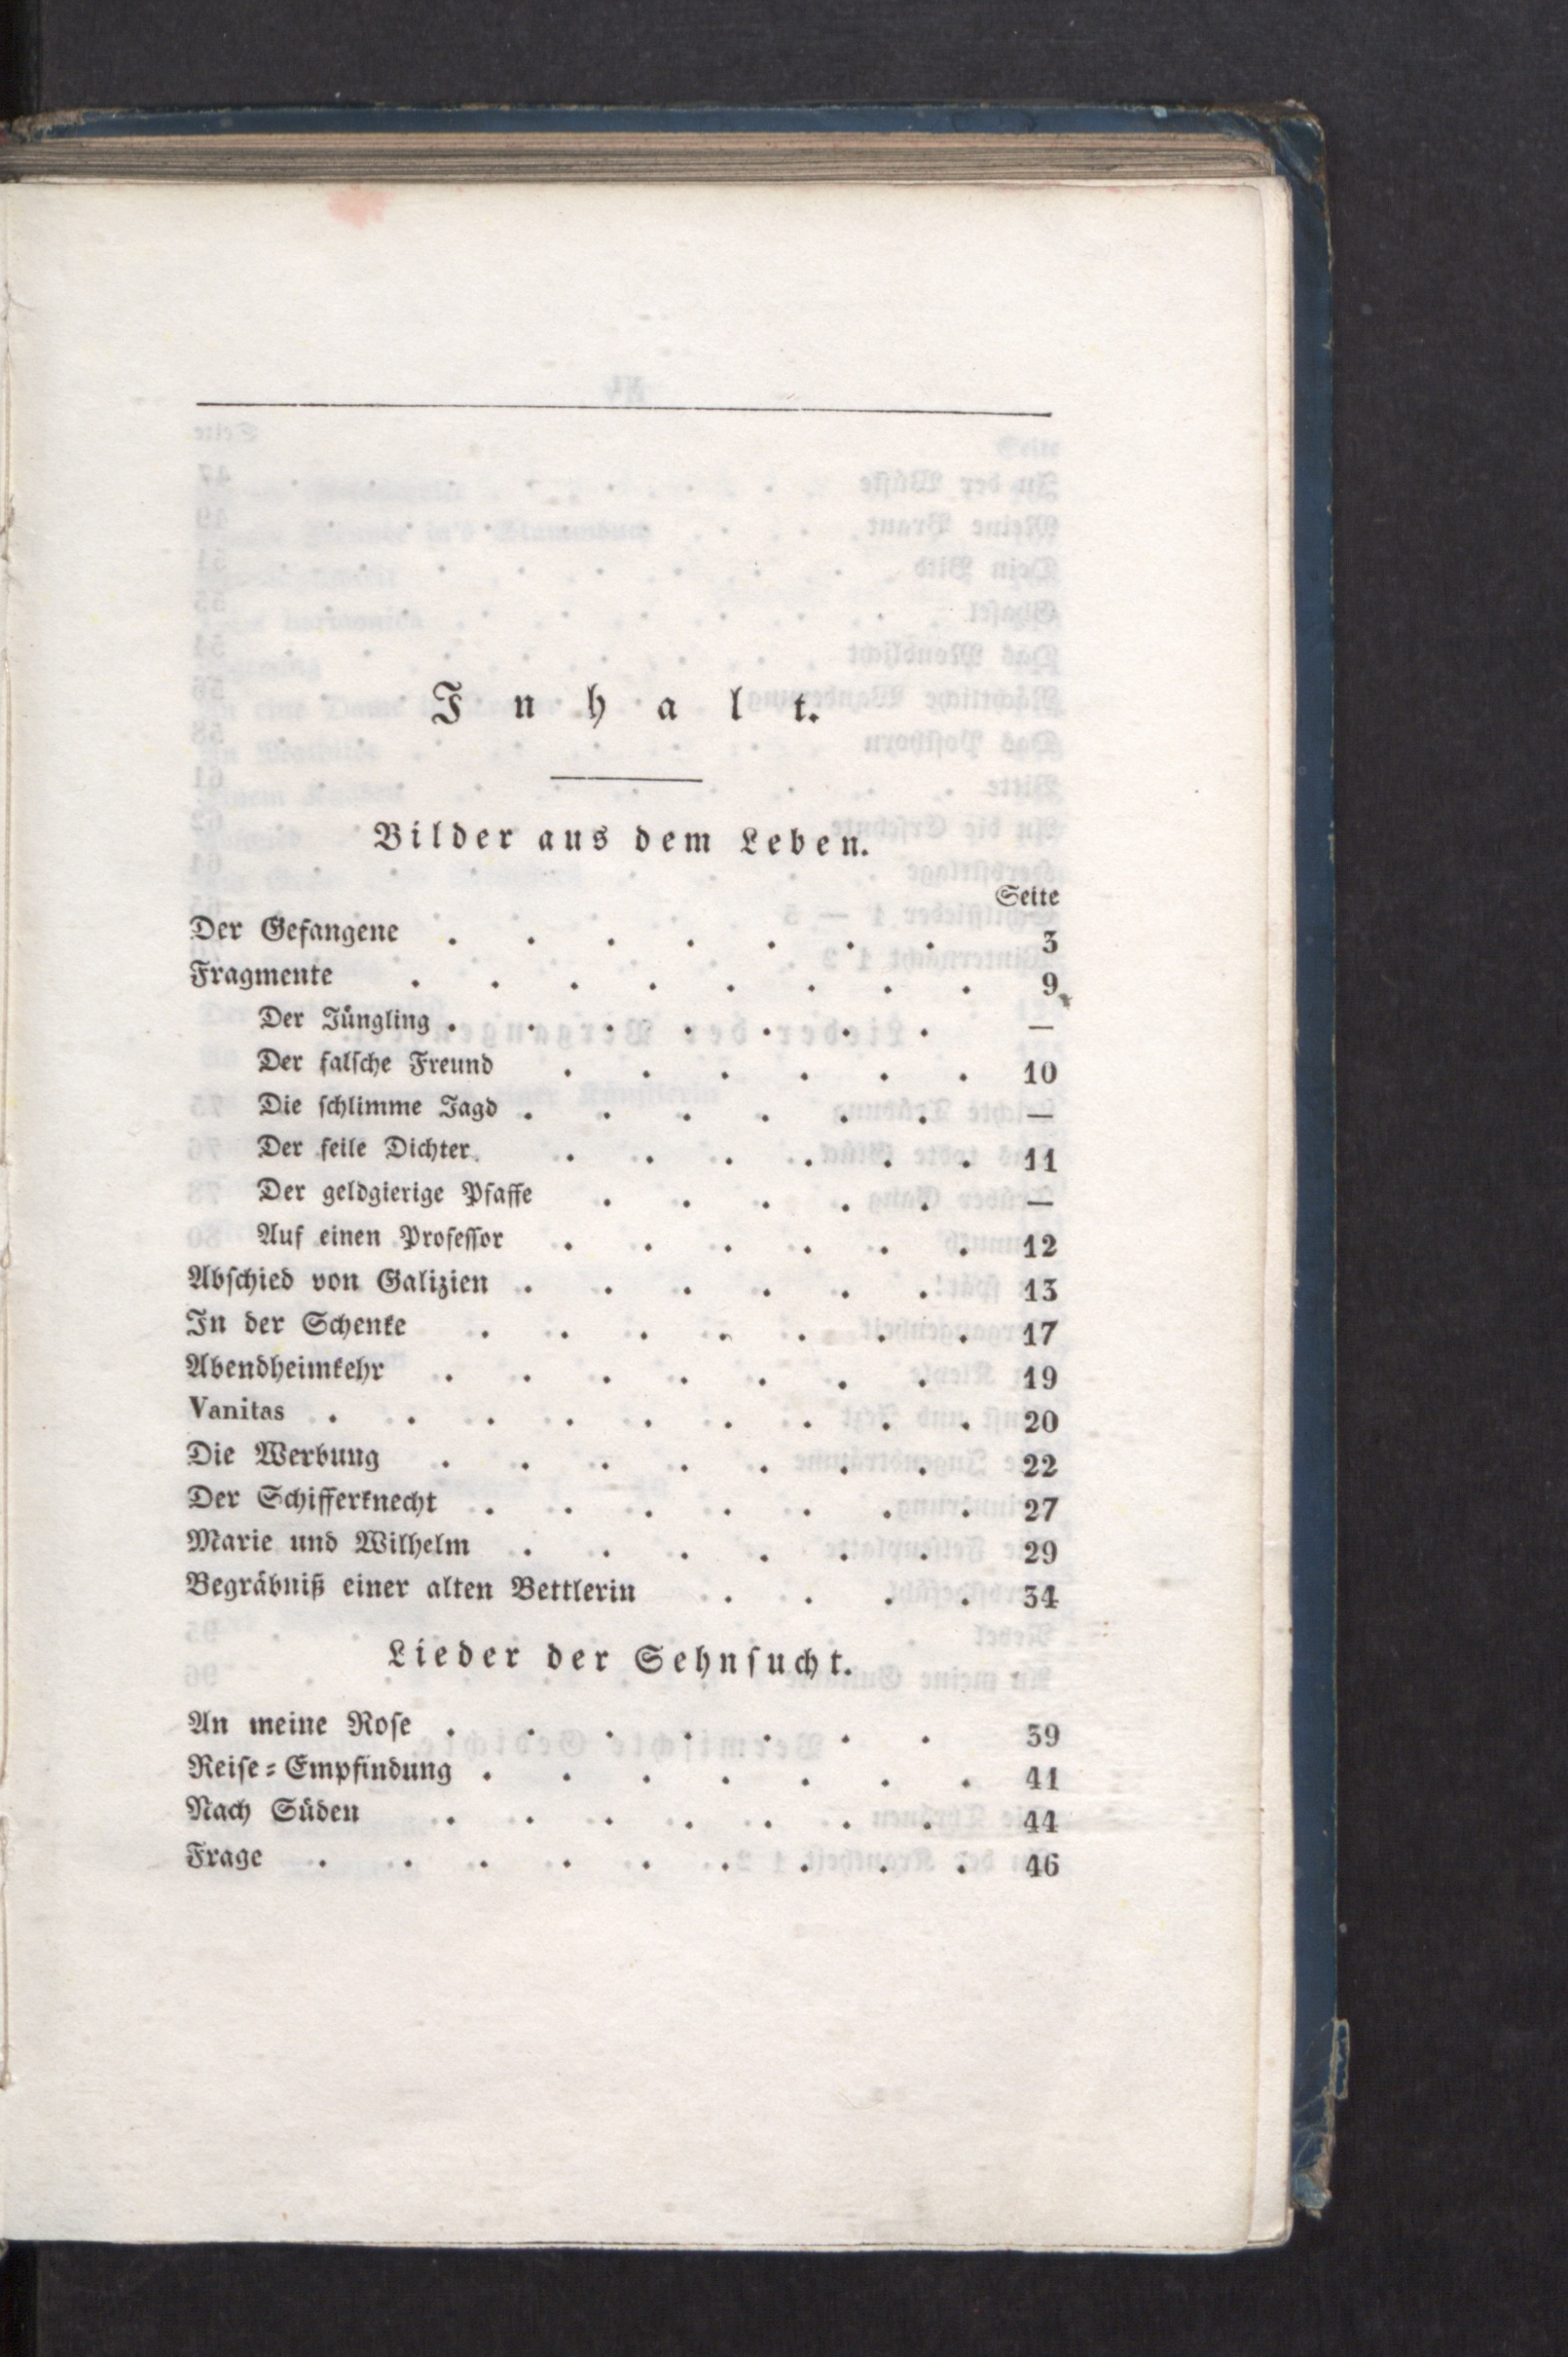 Inhalt.
Bilder aus dem Leben.
Seite
Der Gefangene . . . . . . . 3
Fragmente . . . . . . . . 9
Der Jüngling . . . . . . . —
Der falſche Freund . . . . . . 10
Die ſchlimme Jagd . . . . . . —
Der feile Dichter . . . . . . 11
Der geldgierige Pfaffe . . . . . —
Auf einen Profeſſor . . . . . . 12
Abſchied von Galizien . . . . . . 13
In der Schenke . . . . . . . 17
Abendheimkehr . . . . . . . 19
Vanitas . . . . . . . . . 20
Die Werbung . . . . . . . 22
Der Schifferknecht . . . . . . . 27
Marie und Wilhelm . . . . . . 29
Begräbniß einer alten Bettlerin . . . . 34
Lieder der Sehnſucht.
An meine Roſe . . . . . . . 39
Reiſe-Empfindung . . . . . . . 41
Nach Süden . . . . . . . 44
Frage . . . . . . . . . 46